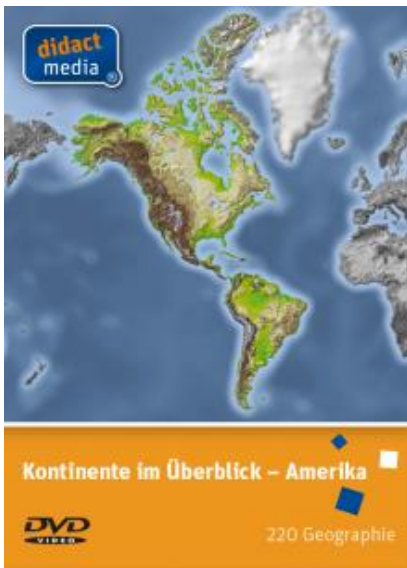 didact
media ®
Kontinente im Überblick – Amerika
DVD
VIDEO
220 Geographie